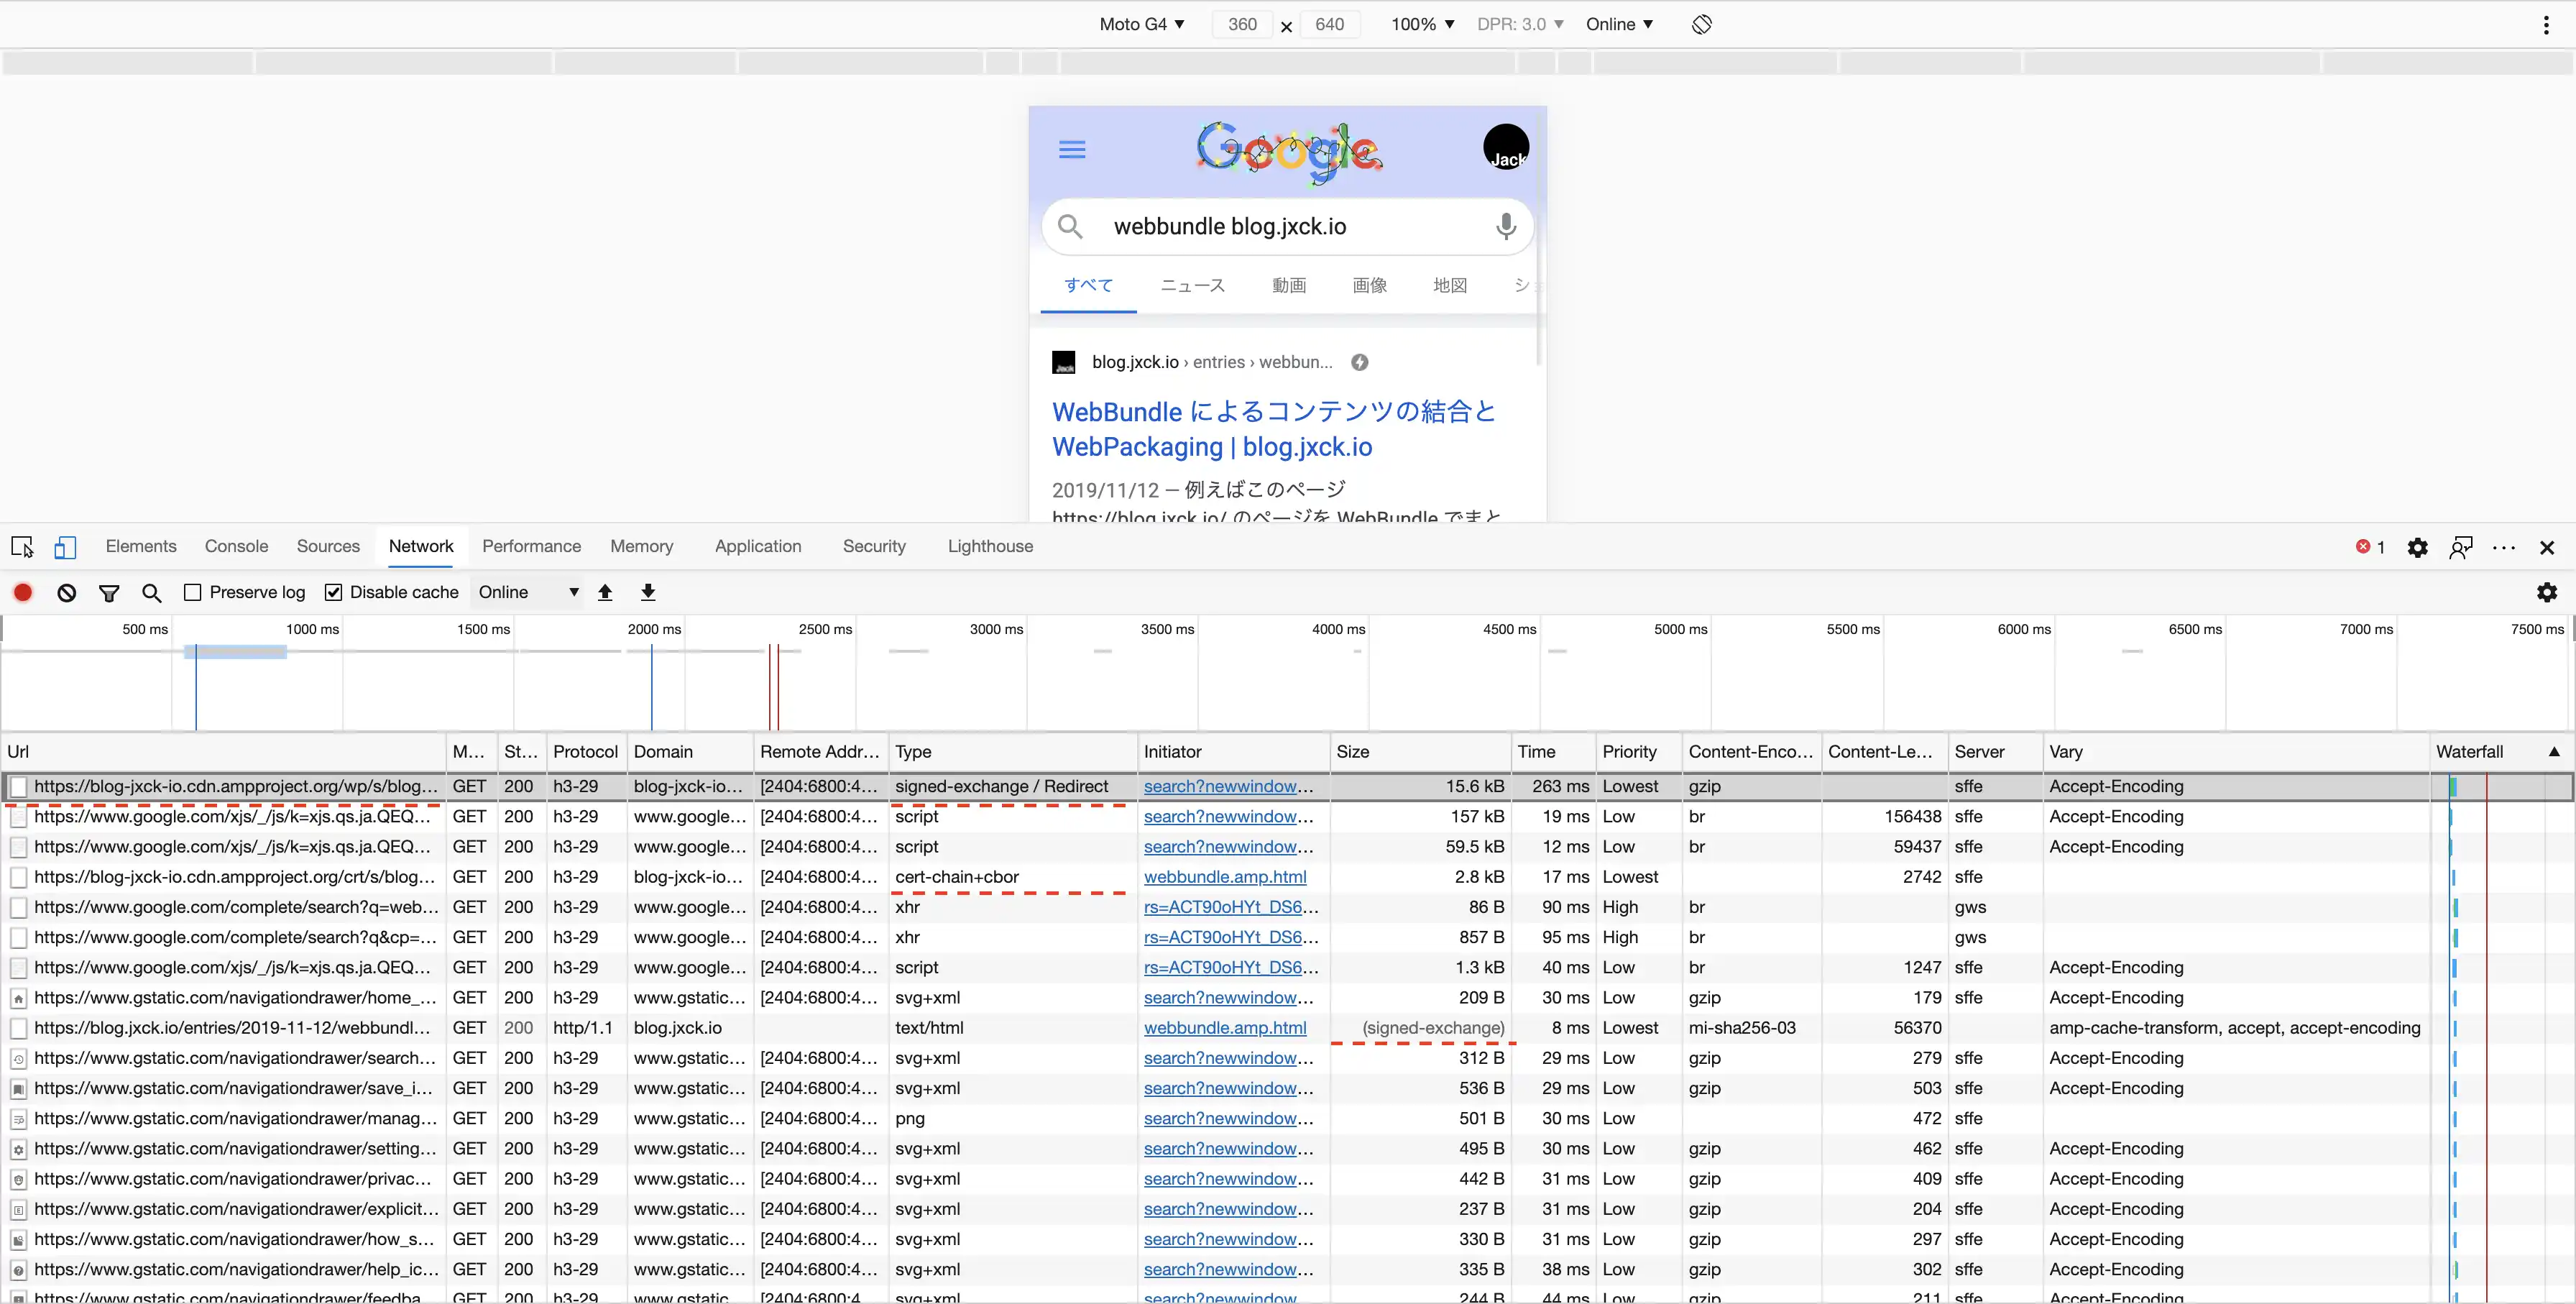 Moto G4 ▼ 360 × 640 100% ▼ DPR: 3.0 ▼ Online ▼
Google
Jxck
webbundle blog.jxck.io
すべて ニュース 動画 画像 地図
blog.jxck.io › entries › webbun...
WebBundle によるコンテンツの結合と
WebPackaging | blog.jxck.io
2019/11/12 – 例えばこのページ
https://blog.jxck.io/ のページを WebBundle でまと
Elements Console Sources Network Performance Memory Application Security Lighthouse 1
Preserve log Disable cache Online ▼
500 ms 1000 ms 1500 ms 2000 ms 2500 ms 3000 ms 3500 ms 4000 ms 4500 ms 5000 ms 5500 ms 6000 ms 6500 ms 7000 ms 7500 ms
Url M... St... Protocol Domain Remote Addr... Type Initiator Size Time Priority Content-Enco... Content-Le... Server Vary Waterfall ▲
https://blog-jxck-io.cdn.ampproject.org/wp/s/blog... GET 200 h3-29 blog-jxck-io... [2404:6800:4... signed-exchange / Redirect search?newwindow... 15.6 kB 263 ms Lowest gzip sffe Accept-Encoding
https://www.google.com/xjs/_/js/k=xjs.qs.ja.QEQ... GET 200 h3-29 www.google... [2404:6800:4... script search?newwindow... 157 kB 19 ms Low br 156438 sffe Accept-Encoding
https://www.google.com/xjs/_/js/k=xjs.qs.ja.QEQ... GET 200 h3-29 www.google... [2404:6800:4... script search?newwindow... 59.5 kB 12 ms Low br 59437 sffe Accept-Encoding
https://blog-jxck-io.cdn.ampproject.org/crt/s/blog... GET 200 h3-29 blog-jxck-io... [2404:6800:4... cert-chain+cbor webbundle.amp.html 2.8 kB 17 ms Lowest 2742 sffe
https://www.google.com/complete/search?q=web... GET 200 h3-29 www.google... [2404:6800:4... xhr rs=ACT90oHYt_DS6... 86 B 90 ms High br gws
https://www.google.com/complete/search?q&cp=... GET 200 h3-29 www.google... [2404:6800:4... xhr rs=ACT90oHYt_DS6... 857 B 95 ms High br gws
https://www.google.com/xjs/_/js/k=xjs.qs.ja.QEQ... GET 200 h3-29 www.google... [2404:6800:4... script rs=ACT90oHYt_DS6... 1.3 kB 40 ms Low br 1247 sffe Accept-Encoding
https://www.gstatic.com/navigationdrawer/home_... GET 200 h3-29 www.gstatic... [2404:6800:4... svg+xml search?newwindow... 209 B 30 ms Low gzip 179 sffe Accept-Encoding
https://blog.jxck.io/entries/2019-11-12/webbundl... GET 200 http/1.1 blog.jxck.io text/html webbundle.amp.html (signed-exchange) 8 ms Lowest mi-sha256-03 56370 amp-cache-transform, accept, accept-encoding
https://www.gstatic.com/navigationdrawer/search... GET 200 h3-29 www.gstatic... [2404:6800:4... svg+xml search?newwindow... 312 B 29 ms Low gzip 279 sffe Accept-Encoding
https://www.gstatic.com/navigationdrawer/save_i... GET 200 h3-29 www.gstatic... [2404:6800:4... svg+xml search?newwindow... 536 B 29 ms Low gzip 503 sffe Accept-Encoding
https://www.gstatic.com/navigationdrawer/manag... GET 200 h3-29 www.gstatic... [2404:6800:4... png search?newwindow... 501 B 30 ms Low 472 sffe
https://www.gstatic.com/navigationdrawer/setting... GET 200 h3-29 www.gstatic... [2404:6800:4... svg+xml search?newwindow... 495 B 30 ms Low gzip 462 sffe Accept-Encoding
https://www.gstatic.com/navigationdrawer/privac... GET 200 h3-29 www.gstatic... [2404:6800:4... svg+xml search?newwindow... 442 B 31 ms Low gzip 409 sffe Accept-Encoding
https://www.gstatic.com/navigationdrawer/explicit... GET 200 h3-29 www.gstatic... [2404:6800:4... svg+xml search?newwindow... 237 B 31 ms Low gzip 204 sffe Accept-Encoding
https://www.gstatic.com/navigationdrawer/how_s... GET 200 h3-29 www.gstatic... [2404:6800:4... svg+xml search?newwindow... 330 B 31 ms Low gzip 297 sffe Accept-Encoding
https://www.gstatic.com/navigationdrawer/help_ic... GET 200 h3-29 www.gstatic... [2404:6800:4... svg+xml search?newwindow... 335 B 38 ms Low gzip 302 sffe Accept-Encoding
https://www.gstatic.com/navigationdrawer/feedba... GET 200 h3-29 www.gstatic... [2404:6800:4... svg+xml search?newwindow... 244 B 44 ms Low gzip 211 sffe Accept-Encoding